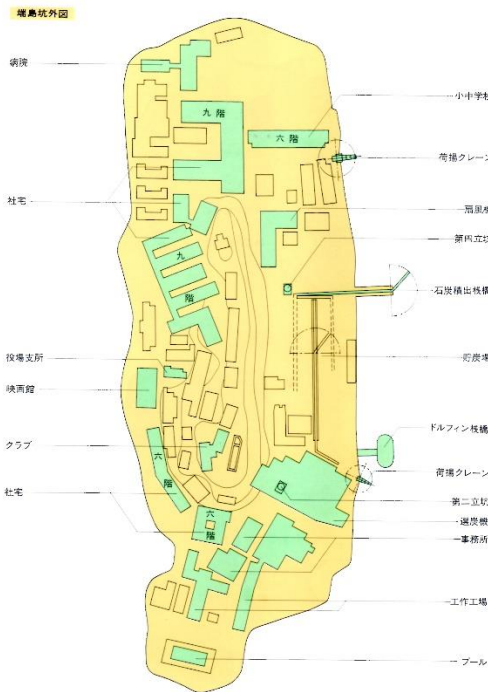 端島坑外図
病院
社宅
役場支所
映画館
クラブ
社宅
九階
六階
九
階
六
階
六
階
小中学校
荷揚クレーン
扇風機
第四立坑
石炭積出桟橋
貯炭場
ドルフィン桟橋
荷揚クレーン
第二立坑
選炭機
事務所
工作工場
プール